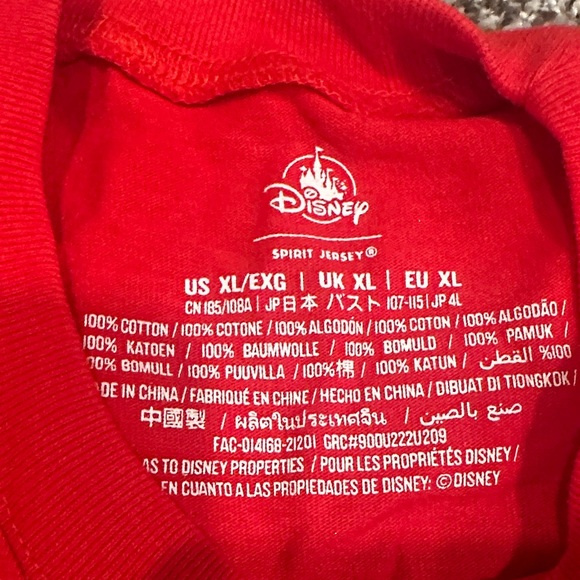 Disney
SPIRIT JERSEY®
US XL/EXG | UK XL | EU XL
CN 185/108A | JP日本 バスト 107-115 | JP 4L
100% COTTON / 100% COTONE / 100% ALGODÓN / 100% COTON / 100% ALGODÃO /
100% KATOEN / 100% BAUMWOLLE / 100% BOMULD / 100% PAMUK /
100% BOMULL / 100% PUUVILLA / 100%棉 / 100% KATUN / %100 القطن
DE IN CHINA / FABRIQUÉ EN CHINE / HECHO EN CHINA / DIBUAT DI TIONGKOK /
中國製 / ผลิตในประเทศจีน / صنع بالصين
FAC-014168-21201 GRC#900U222U209
AS TO DISNEY PROPERTIES / POUR LES PROPRIÉTÉS DISNEY /
EN CUANTO A LAS PROPIEDADES DE DISNEY: ©DISNEY